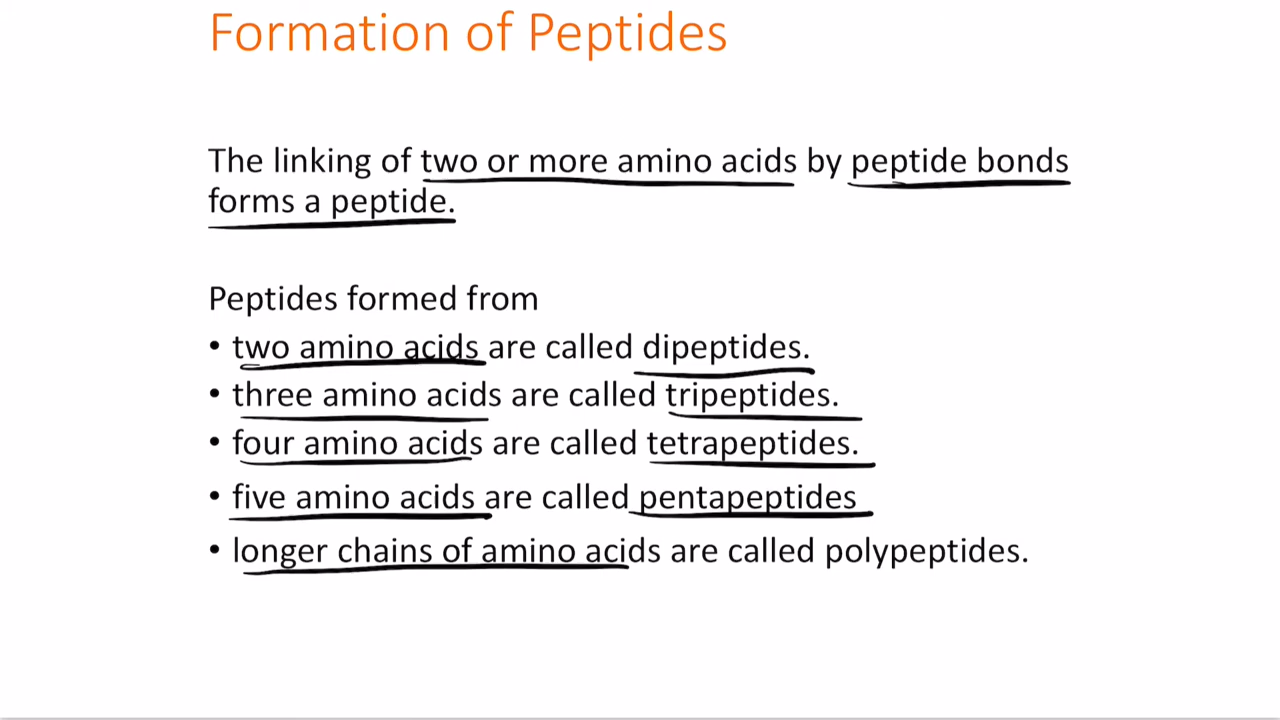 Formation of Peptides
The linking of two or more amino acids by peptide bonds
forms a peptide.
Peptides formed from
• two amino acids are called dipeptides.
• three amino acids are called tripeptides.
• four amino acids are called tetrapeptides.
• five amino acids are called pentapeptides
• longer chains of amino acids are called polypeptides.